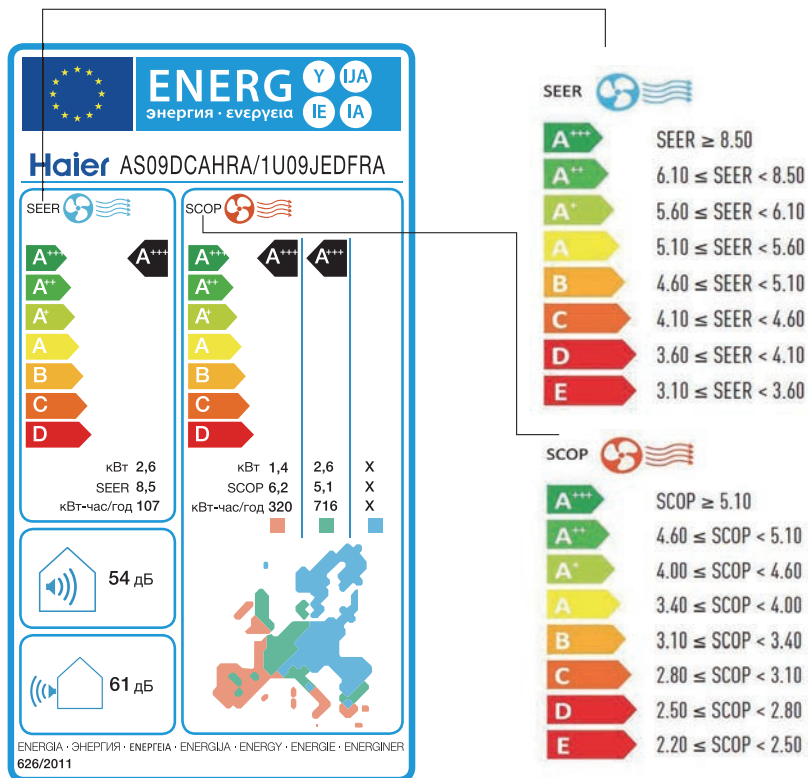 ENERG
енергия · ενεργεια
Y IJA
IE IA
Haier AS09DCAHRA/1U09JEDFRA
SEER
A+++ A+++
A++
A+
A
B
C
D
кВт 2,6
SEER 8,5
кВт-час/год 107
SCOP
A+++ A+++ A+++
A++
A+
A
B
C
D
кВт 1,4 2,6 X
SCOP 6,2 5,1 X
кВт-час/год 320 716 X
54 дБ
61 дБ
ENERGIA · ЭНЕРГИЯ · ΕΝΕΡΓΕΙΑ · ENERGIJA · ENERGY · ENERGIE · ENERGINER
626/2011
SEER
A+++ SEER ≥ 8.50
A++ 6.10 ≤ SEER < 8.50
A+ 5.60 ≤ SEER < 6.10
A 5.10 ≤ SEER < 5.60
B 4.60 ≤ SEER < 5.10
C 4.10 ≤ SEER < 4.60
D 3.60 ≤ SEER < 4.10
E 3.10 ≤ SEER < 3.60
SCOP
A+++ SCOP ≥ 5.10
A++ 4.60 ≤ SCOP < 5.10
A+ 4.00 ≤ SCOP < 4.60
A 3.40 ≤ SCOP < 4.00
B 3.10 ≤ SCOP < 3.40
C 2.80 ≤ SCOP < 3.10
D 2.50 ≤ SCOP < 2.80
E 2.20 ≤ SCOP < 2.50